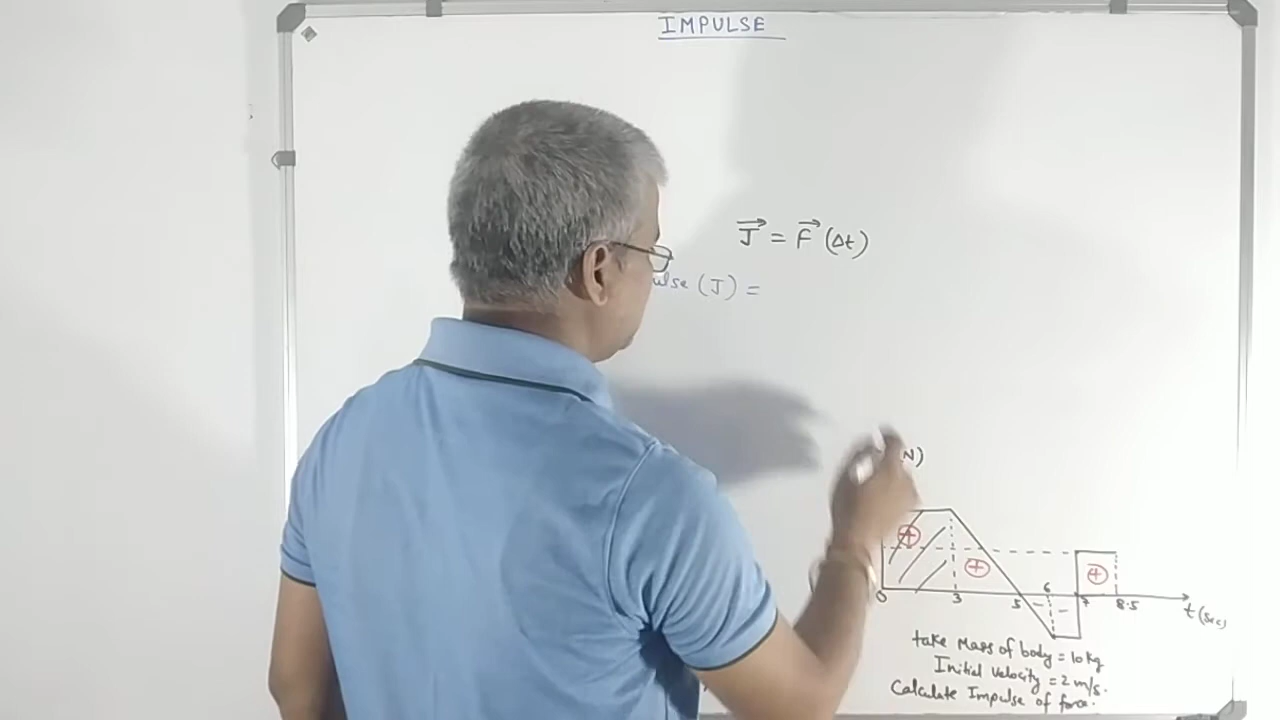 IMPULSE
J = F (Δt)
ulse (J) =
N)
+ + +
0 3 5 6 7 8.5
t (sec)
take Mass of body = 10 kg
Initial velocity = 2 m/s.
Calculate Impulse of force.